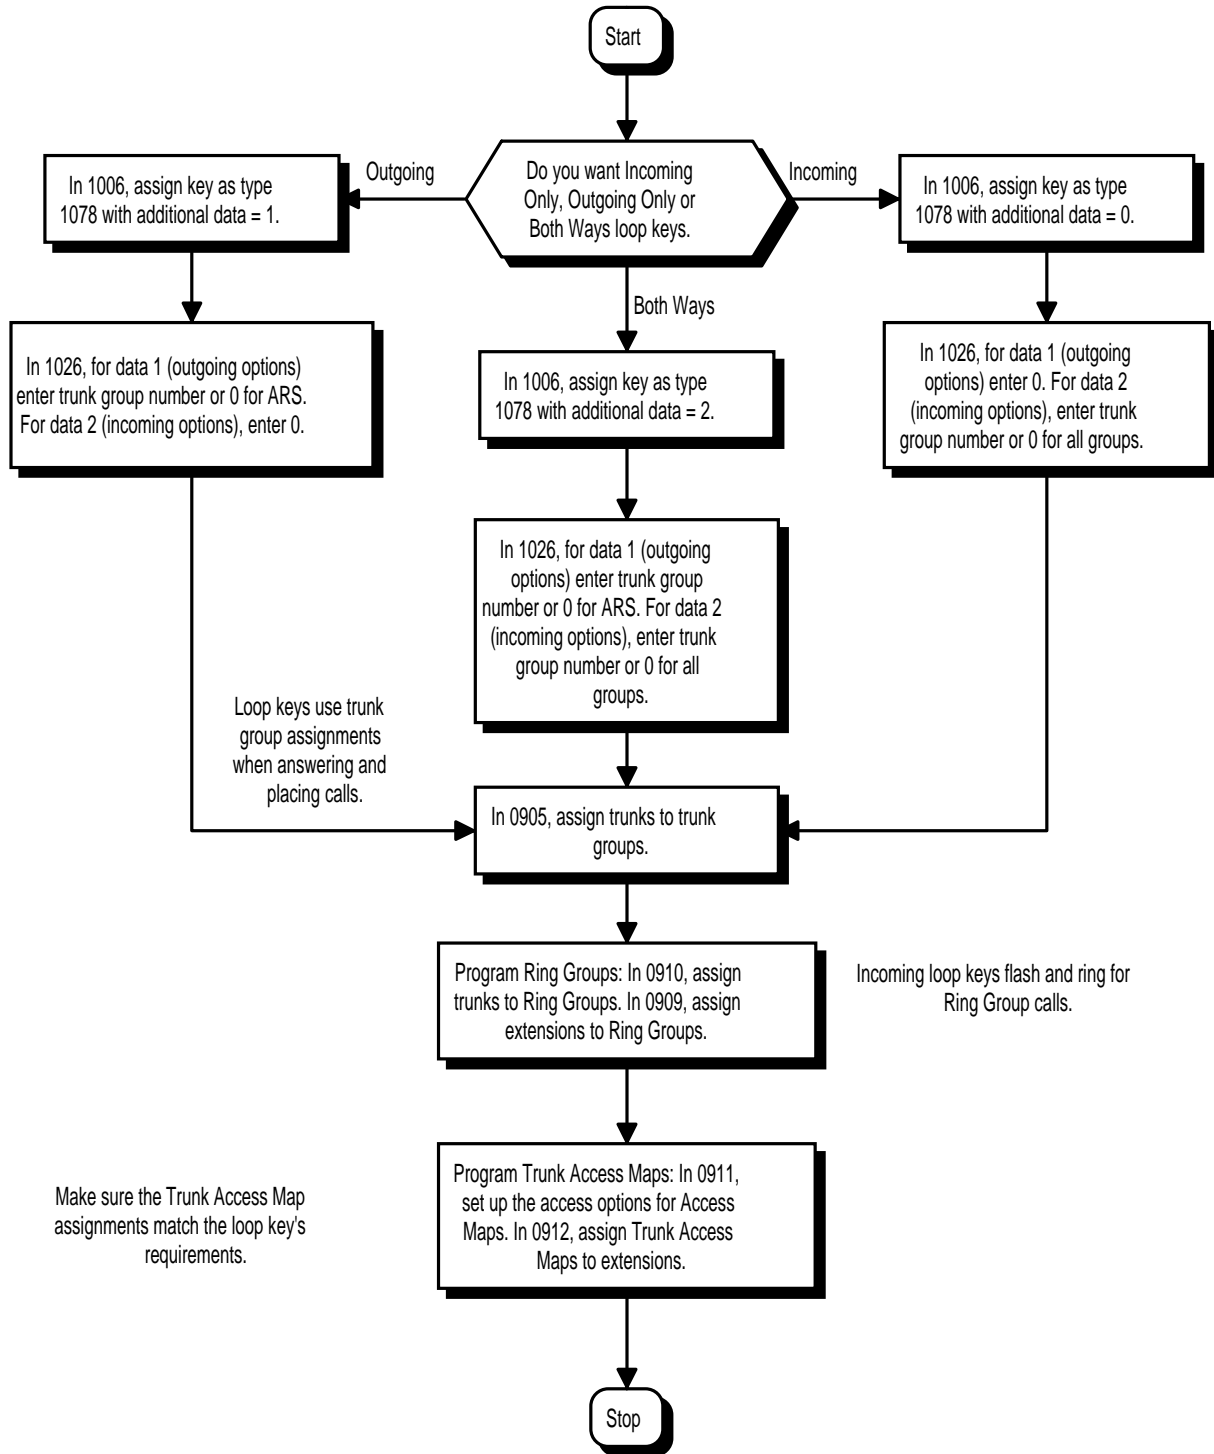 Start
Do you want Incoming
Only, Outgoing Only or
Both Ways loop keys.
Outgoing
Incoming
Both Ways
In 1006, assign key as type
1078 with additional data = 1.
In 1006, assign key as type
1078 with additional data = 0.
In 1026, for data 1 (outgoing options)
enter trunk group number or 0 for ARS.
For data 2 (incoming options), enter 0.
In 1006, assign key as type
1078 with additional data = 2.
In 1026, for data 1 (outgoing
options) enter 0. For data 2
(incoming options), enter trunk
group number or 0 for all groups.
In 1026, for data 1 (outgoing
options) enter trunk group
number or 0 for ARS. For data 2
(incoming options), enter trunk
group number or 0 for all
groups.
Loop keys use trunk
group assignments
when answering and
placing calls.
In 0905, assign trunks to trunk
groups.
Program Ring Groups: In 0910, assign
trunks to Ring Groups. In 0909, assign
extensions to Ring Groups.
Incoming loop keys flash and ring for
Ring Group calls.
Program Trunk Access Maps: In 0911,
set up the access options for Access
Maps. In 0912, assign Trunk Access
Maps to extensions.
Make sure the Trunk Access Map
assignments match the loop key's
requirements.
Stop